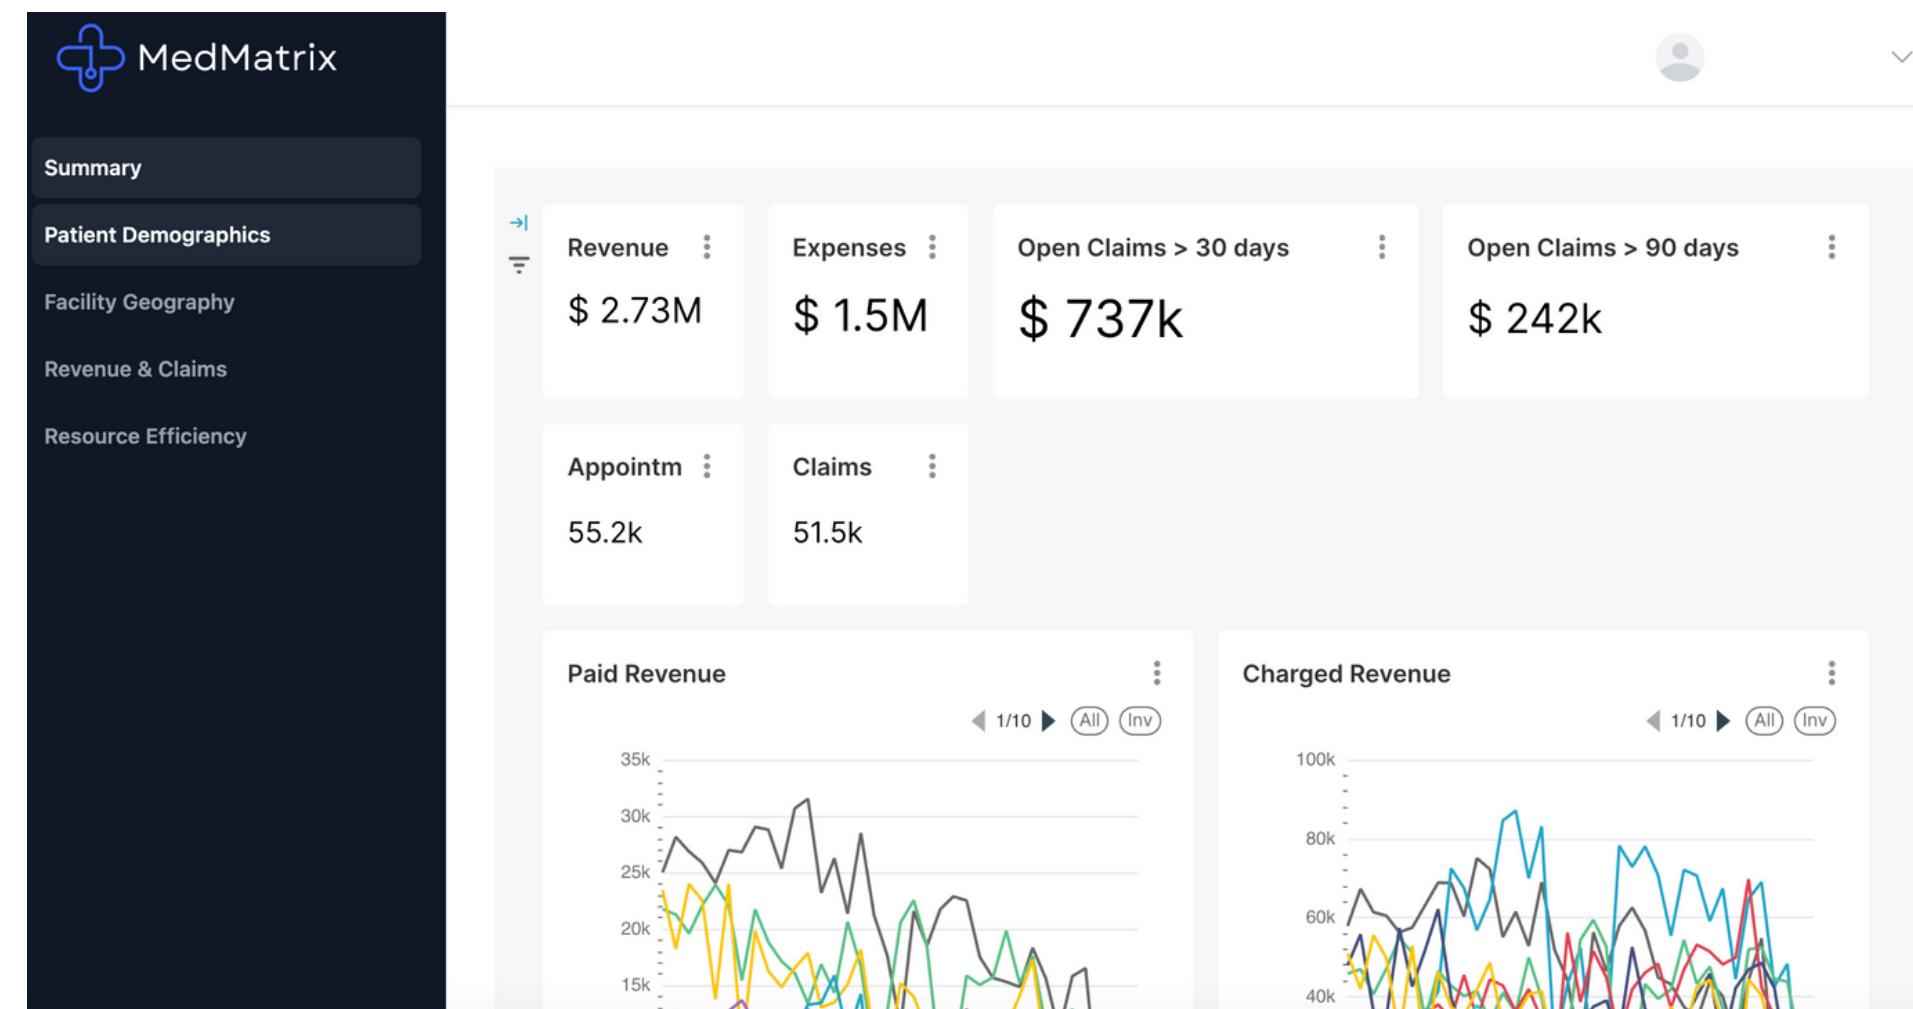 MedMatrix
Summary
Patient Demographics
Facility Geography
Revenue & Claims
Resource Efficiency
Revenue
$ 2.73M
Expenses
$ 1.5M
Open Claims > 30 days
$ 737k
Open Claims > 90 days
$ 242k
Appointm
55.2k
Claims
51.5k
Paid Revenue
1/10 All Inv
35k
30k
25k
20k
15k
Charged Revenue
1/10 All Inv
100k
80k
60k
40k